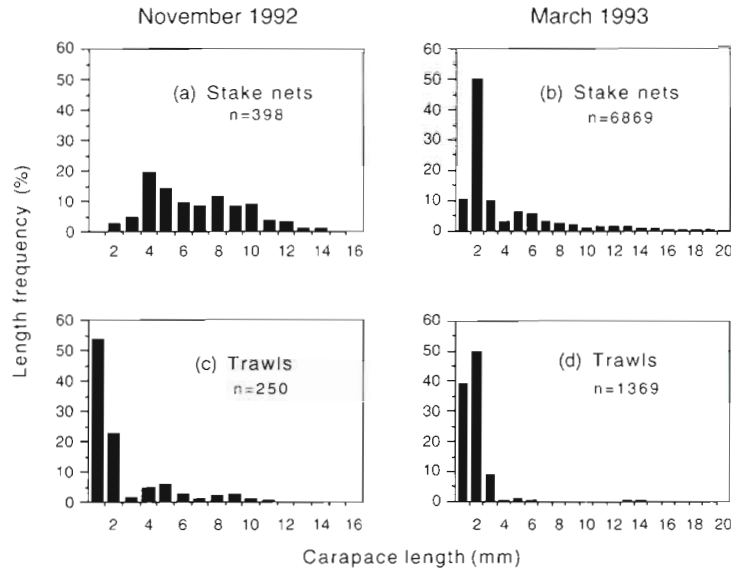 November 1992
March 1993
60
50
40
30
20
10
0
(a) Stake nets
n=398
2 4 6 8 10 12 14 16
60
50
40
30
20
10
0
(b) Stake nets
n=6869
2 4 6 8 10 12 14 16 18 20
Length frequency (%)
60
50
40
30
20
10
0
(c) Trawls
n=250
2 4 6 8 10 12 14 16
60
50
40
30
20
10
0
(d) Trawls
n=1369
2 4 6 8 10 12 14 16 18 20
Carapace length (mm)